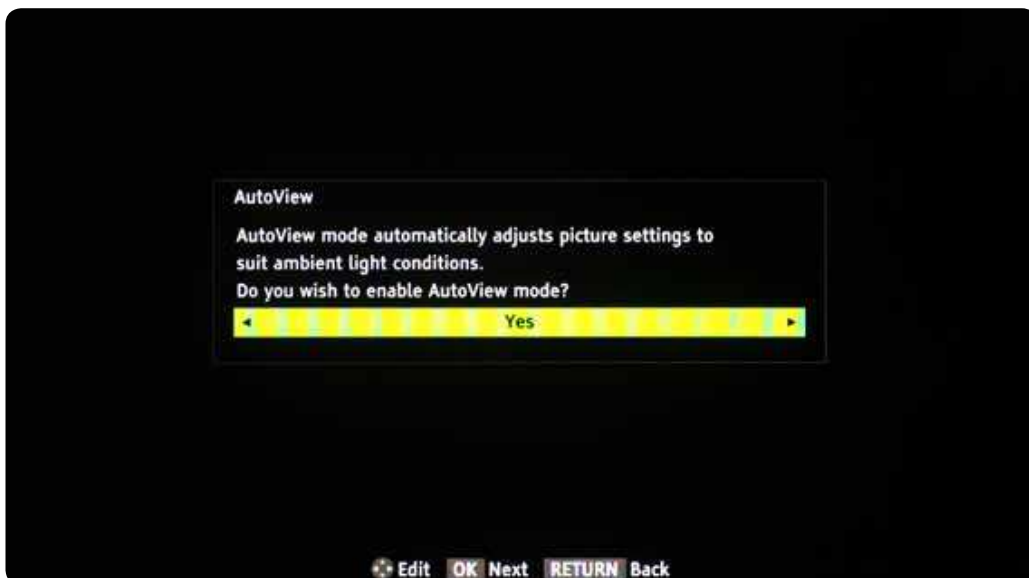 AutoView
AutoView mode automatically adjusts picture settings to
suit ambient light conditions.
Do you wish to enable AutoView mode?
Yes
Edit OK Next RETURN Back